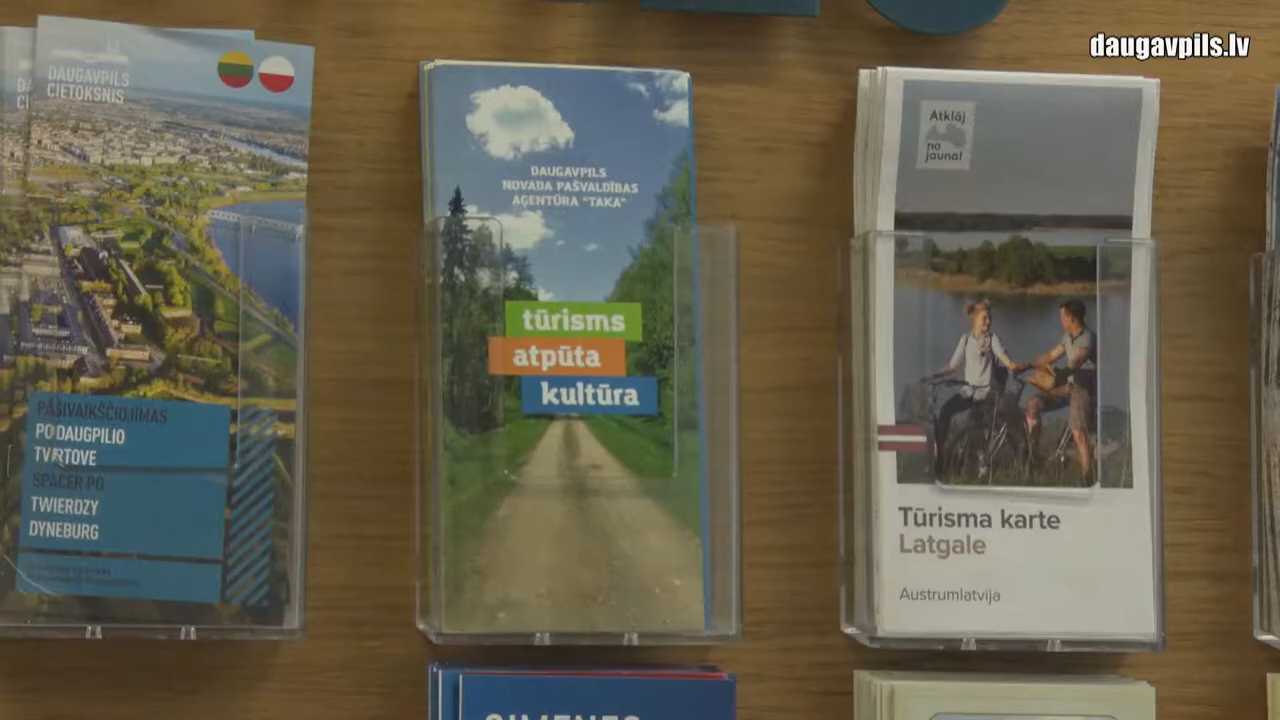 daugavpils.lv
DAUGAVPILS
CIETOKSNIS
PASIVAIKŠČIOJIMAS
PO DAUGPILIO
TVIRTOVE
SPACER PO
TWIERDZY
DYNEBURG
DAUGAVPILS
NOVADA PAŠVALDĪBAS
AĢENTŪRA "TAKA"
tūrisms
atpūta
kultūra
Atklāj
no
jauna!
Tūrisma karte
Latgale
Austrumlatvija